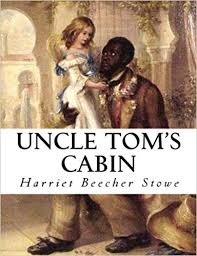 UNCLE TOM'S
CABIN
Harriet Beecher Stowe